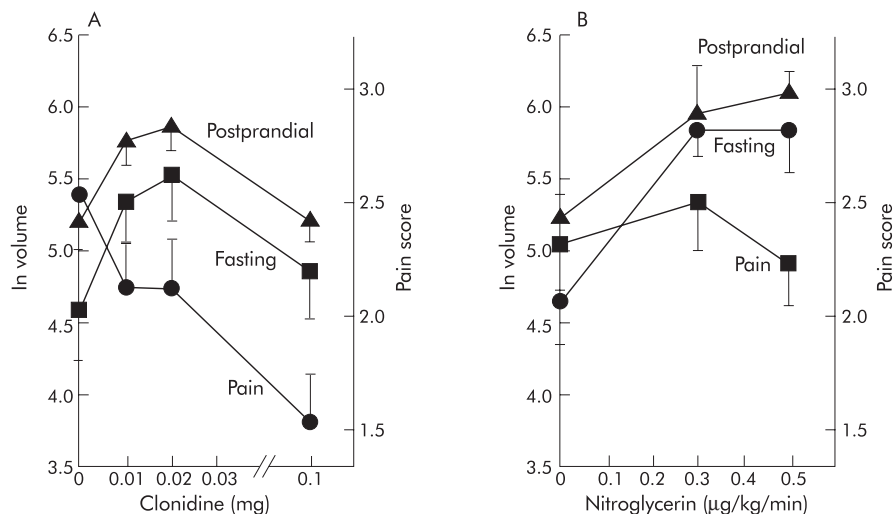 A
6.5
6.0
5.5
5.0
4.5
4.0
3.5
ln volume
3.0
2.5
2.0
1.5
Pain score
Postprandial
Fasting
Pain
0 0.01 0.02 0.03 0.1
Clonidine (mg)
B
6.5
6.0
5.5
5.0
4.5
4.0
3.5
ln volume
3.0
2.5
2.0
1.5
Pain score
Postprandial
Fasting
Pain
0 0.1 0.2 0.3 0.4 0.5
Nitroglycerin (µg/kg/min)